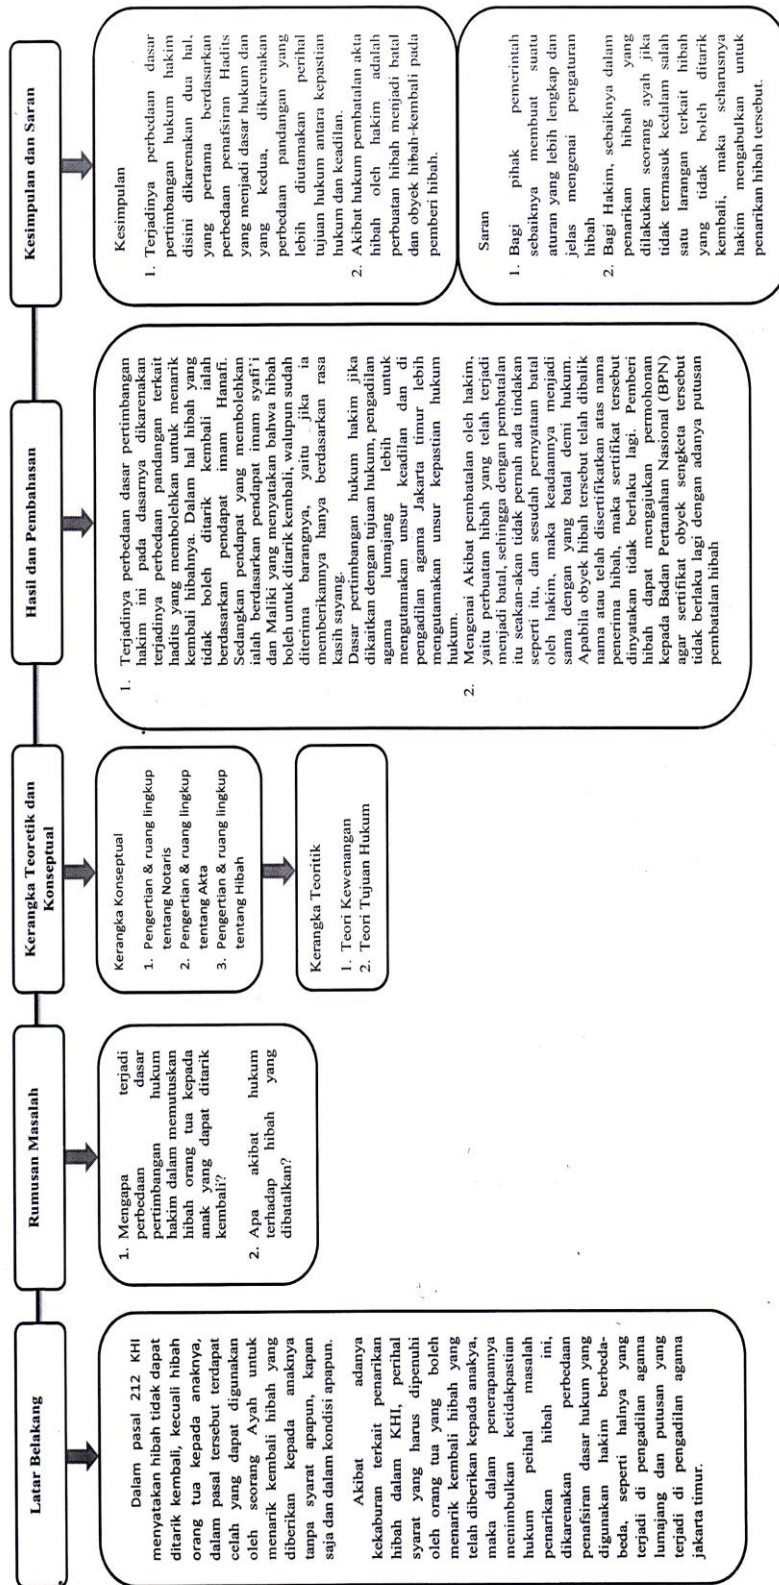 Latar Belakang
Dalam pasal 212 KHI
menyatakan hibah tidak dapat
ditarik kembali, kecuali hibah
orang tua kepada anaknya,
dalam pasal tersebut terdapat
celah yang dapat digunakan
oleh seorang Ayah untuk
menarik kembali hibah yang
diberikan kepada anaknya
tanpa syarat apapun, kapan
saja dan dalam kondisi apapun.
Akibat adanya
kekaburan terkait penarikan
hibah dalam KHI, perihal
syarat yang harus dipenuhi
oleh orang tua yang boleh
menarik kembali hibah yang
telah diberikan kepada anakya,
maka dalam penerapannya
menimbulkan ketidakpastian
hukum peihal masalah
penarikan hibah ini,
dikarenakan perbedaan
penafsiran dasar hukum yang
digunakan hakim berbeda-
beda, seperti halnya yang
terjadi di pengadilan agama
lumajang dan putusan yang
terjadi di pengadilan agama
jakarta timur.
Rumusan Masalah
1. Mengapa terjadi
perbedaan dasar
pertimbangan hukum
hakim dalam memutuskan
hibah orang tua kepada
anak yang dapat ditarik
kembali?
2. Apa akibat hukum
terhadap hibah yang
dibatalkan?
Kerangka Teoretik dan
Konseptual
Kerangka Konseptual
1. Pengertian & ruang lingkup
tentang Notaris
2. Pengertian & ruang lingkup
tentang Akta
3. Pengertian & ruang lingkup
tentang Hibah
Kerangka Teoritik
1. Teori Kewenangan
2. Teori Tujuan Hukum
Hasil dan Pembahasan
1. Terjadinya perbedaan dasar pertimbangan
hakim ini pada dasarnya dikarenakan
terjadinya perbedaan pandangan terkait
hadits yang membolehkan untuk menarik
kembali hibahnya. Dalam hal hibah yang
tidak boleh ditarik kembali ialah
berdasarkan pendapat imam Hanafi.
Sedangkan pendapat yang membolehkan
ialah berdasarkan pendapat imam syafi'i
dan Maliki yang menyatakan bahwa hibah
boleh untuk ditarik kembali, walupun sudah
diterima barangnya, yaitu jika ia
memberikannya hanya berdasarkan rasa
kasih sayang.
Dasar pertimbangan hukum hakim jika
dikaitkan dengan tujuan hukum, pengadilan
agama lumajang lebih untuk
mengutamakan unsur keadilan dan di
pengadilan agama Jakarta timur lebih
mengutamakan unsur kepastian hukum
hukum.
2. Mengenai Akibat pembatalan oleh hakim,
yaitu perbuatan hibah yang telah terjadi
menjadi batal, sehingga dengan pembatalan
itu seakan-akan tidak pernah ada tindakan
seperti itu, dan sesudah pernyataan batal
oleh hakim, maka keadaannya menjadi
sama dengan yang batal demi hukum.
Apabila obyek hibah tersebut telah dibalik
nama atau telah disertifikatkan atas nama
penerima hibah, maka sertifikat tersebut
dinyatakan tidak berlaku lagi. Pemberi
hibah dapat mengajukan permohonan
kepada Badan Pertanahan Nasional (BPN)
agar sertifikat obyek sengketa tersebut
tidak berlaku lagi dengan adanya putusan
pembatalan hibah
Kesimpulan dan Saran
Kesimpulan
1. Terjadinya perbedaan dasar
pertimbangan hukum hakim
disini dikarenakan dua hal,
yang pertama berdasarkan
perbedaan penafsiran Hadits
yang menjadi dasar hukum dan
yang kedua, dikarenakan
perbedaan pandangan yang
lebih diutamakan perihal
tujuan hukum antara kepastian
hukum dan keadilan.
2. Akibat hukum pembatalan akta
hibah oleh hakim adalah
perbuatan hibah menjadi batal
dan obyek hibah-kembali pada
pemberi hibah.
Saran
1. Bagi pihak pemerintah
sebaiknya membuat suatu
aturan yang lebih lengkap dan
jelas mengenai pengaturan
hibah
2. Bagi Hakim, sebaiknya dalam
penarikan hibah yang
dilakukan seorang ayah jika
tidak termasuk kedalam salah
satu larangan terkait hibah
yang tidak boleh ditarik
kembali, maka seharusnya
hakim mengabulkan untuk
penarikan hibah tersebut.